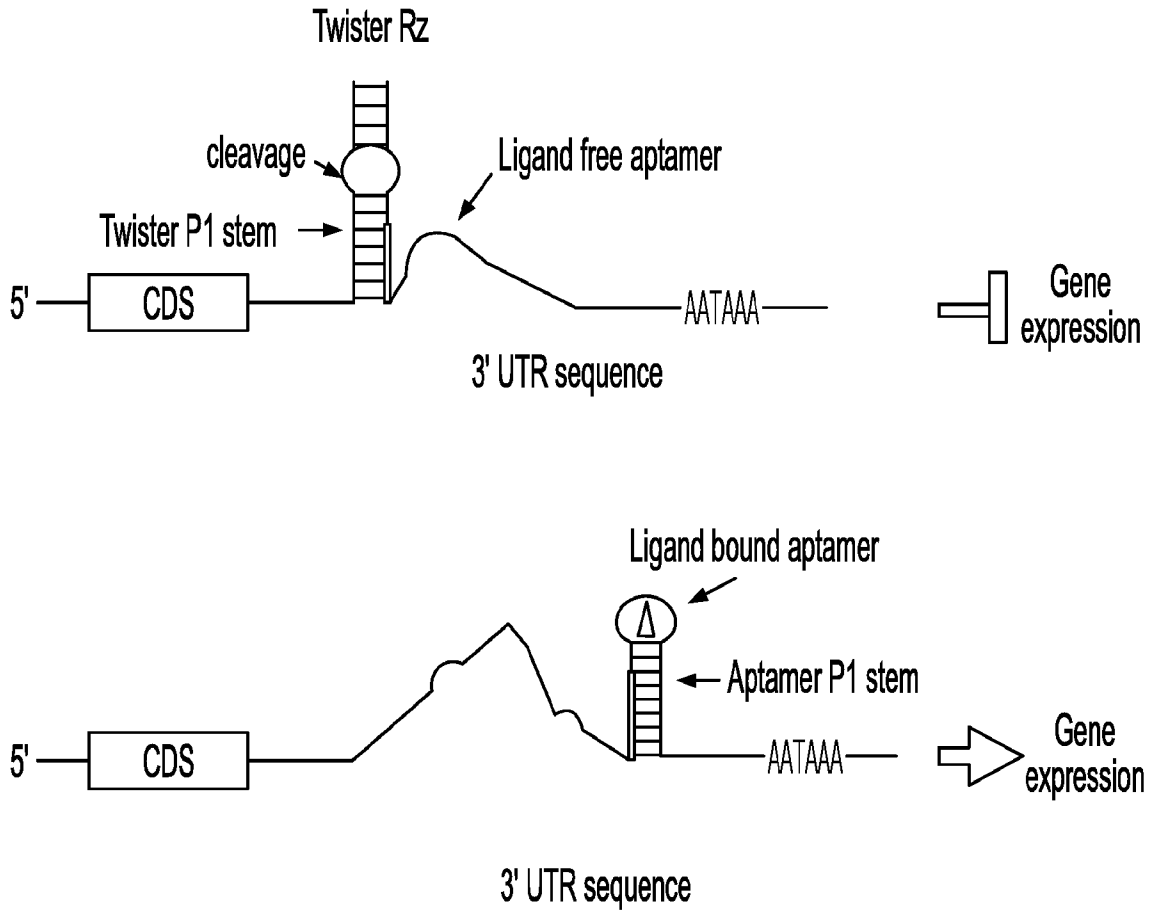 Twister Rz
cleavage
Ligand free aptamer
Twister P1 stem
5'
CDS
AATAAA
Gene
expression
3' UTR sequence
Ligand bound aptamer
Aptamer P1 stem
5'
CDS
AATAAA
Gene
expression
3' UTR sequence